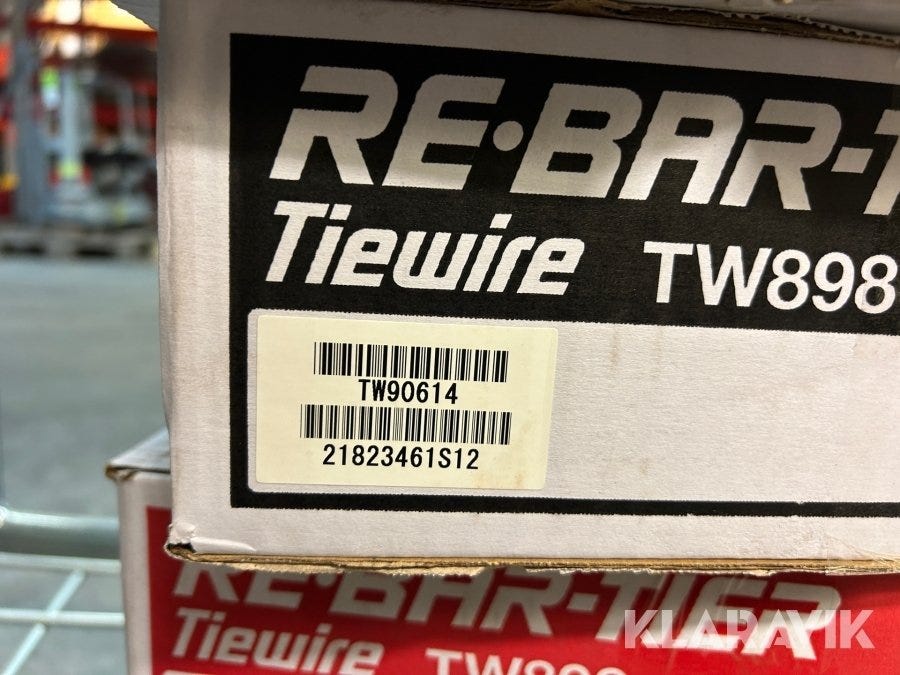 RE·BAR-T
Tiewire TW898
TW90614
21823461S12
RE·BAR-TIER
Tiewire
KLARAVIK